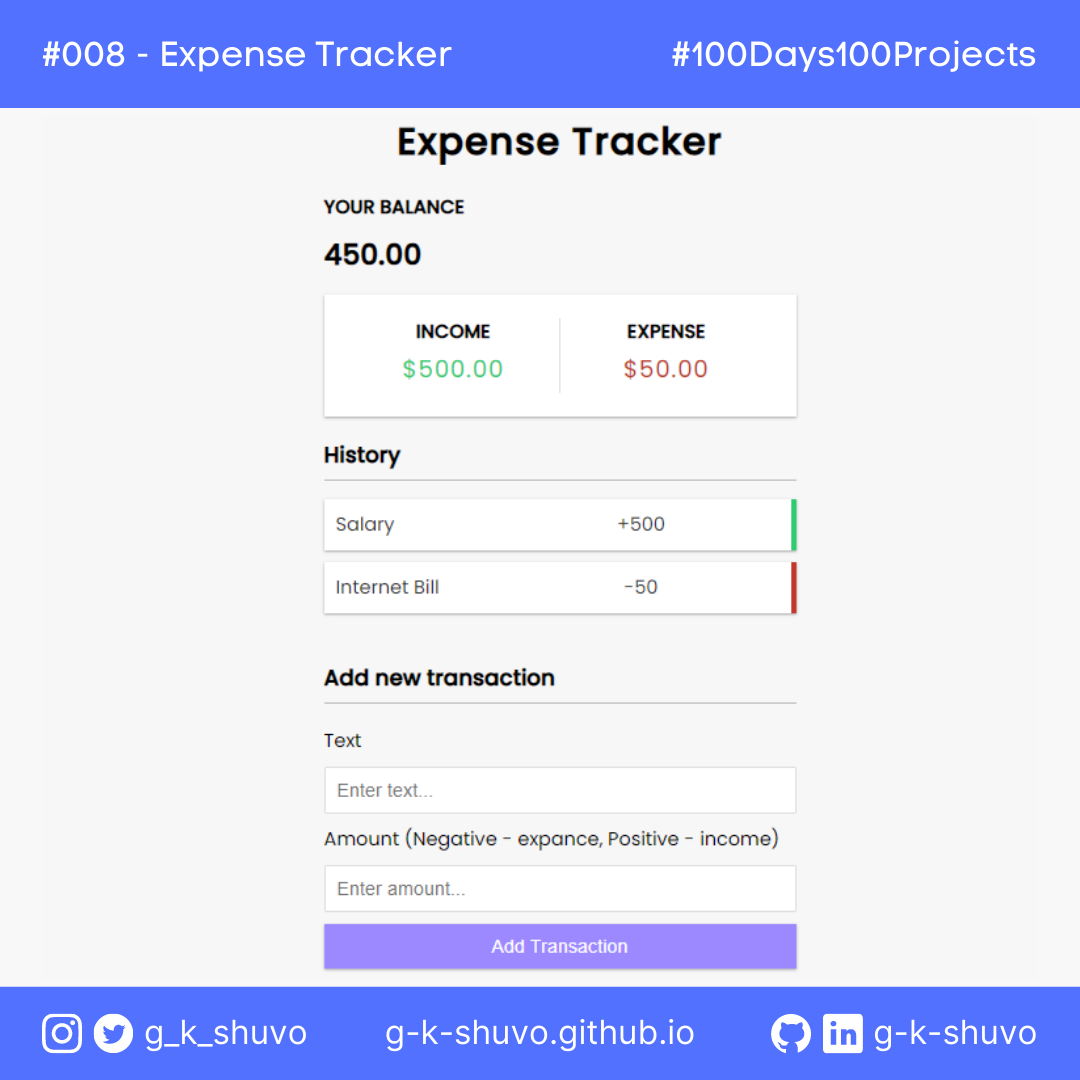 #008 - Expense Tracker
#100Days100Projects
Expense Tracker
YOUR BALANCE
450.00
INCOME
$500.00
EXPENSE
$50.00
History
Salary +500
Internet Bill -50
Add new transaction
Text
Enter text...
Amount (Negative - expance, Positive - income)
Enter amount...
Add Transaction
g_k_shuvo
g-k-shuvo.github.io
in g-k-shuvo